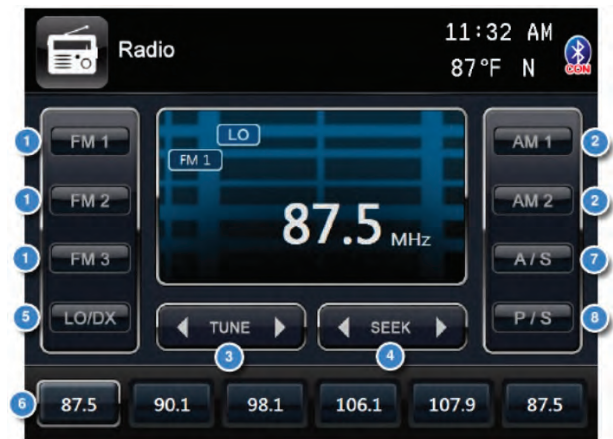 Radio
11:32 AM
87°F N
CON
LO
FM 1
87.5 MHz
1 FM 1
1 FM 2
1 FM 3
5 LO/DX
AM 1 2
AM 2 2
A / S 7
P / S 8
TUNE
3
SEEK
4
6 87.5 90.1 98.1 106.1 107.9 87.5